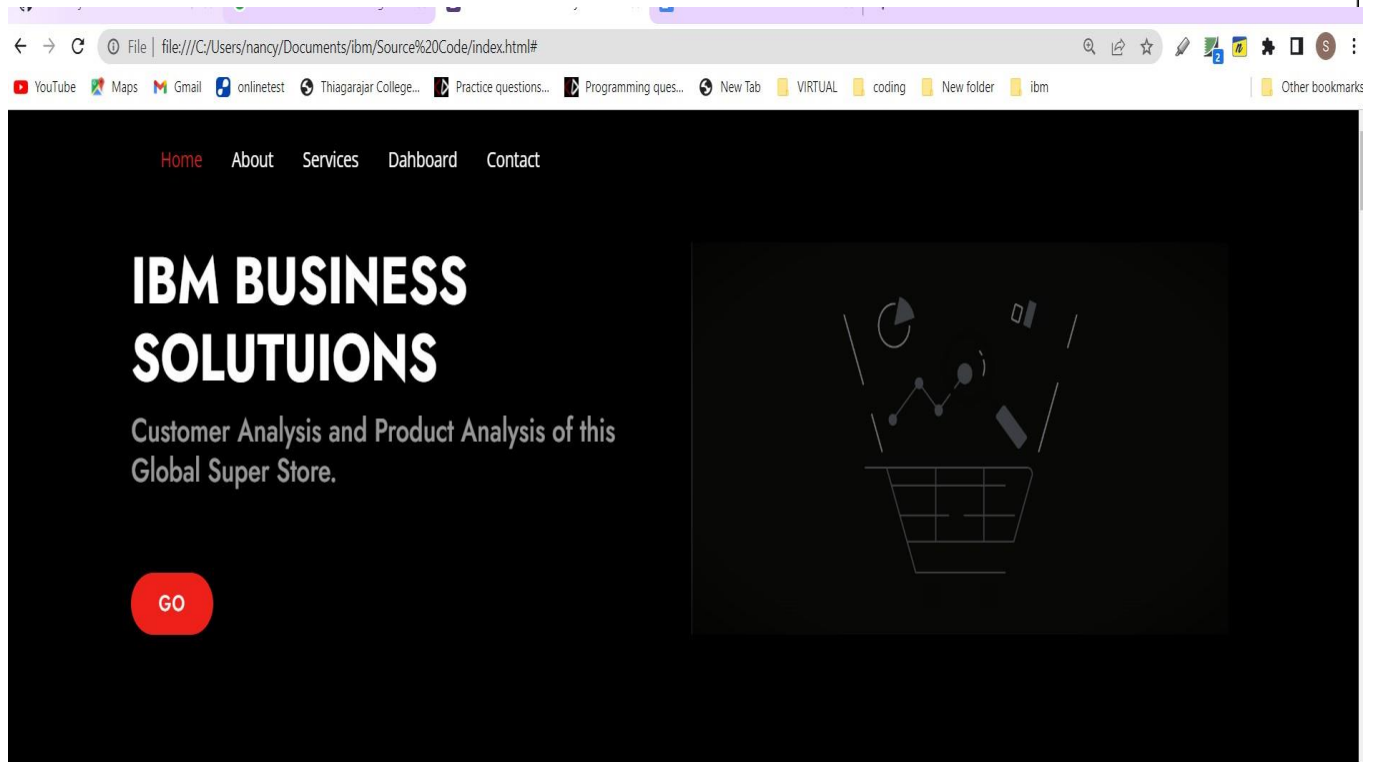 File | file:///C:/Users/nancy/Documents/ibm/Source%20Code/index.html#
2 n S
YouTube Maps Gmail onlinetest Thiagarajar College... Practice questions... Programming ques... New Tab VIRTUAL coding New folder ibm Other bookmarks
Home About Services Dahboard Contact
IBM BUSINESS
SOLUTUIONS
Customer Analysis and Product Analysis of this
Global Super Store.
GO